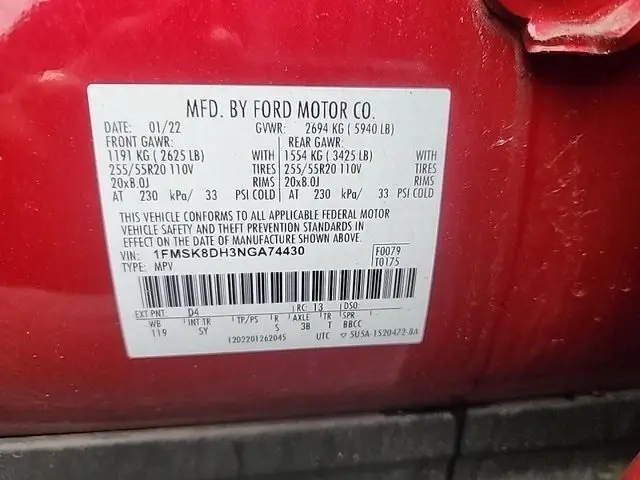 MFD. BY FORD MOTOR CO.
DATE: 01/22 GVWR: 2694 KG ( 5940 LB)
FRONT GAWR: REAR GAWR:
1191 KG ( 2625 LB) WITH 1554 KG ( 3425 LB) WITH
255/55R20 110V TIRES 255/55R20 110V TIRES
20x8.0J RIMS 20x8.0J RIMS
AT 230 kPa/ 33 PSI COLD AT 230 kPa/ 33 PSI COLD
THIS VEHICLE CONFORMS TO ALL APPLICABLE FEDERAL MOTOR
VEHICLE SAFETY AND THEFT PREVENTION STANDARDS IN
EFFECT ON THE DATE OF MANUFACTURE SHOWN ABOVE.
VIN: 1FMSK8DH3NGA74430 F0079
TYPE: MPV T0175
EXT PNT: D4 RC: 13 DSO:
WB INT TR TP/PS R AXLE TR SPR
119 SY S 3B T BBCC
1202201262045 UTC ▽ 5U5A-1520472-BA